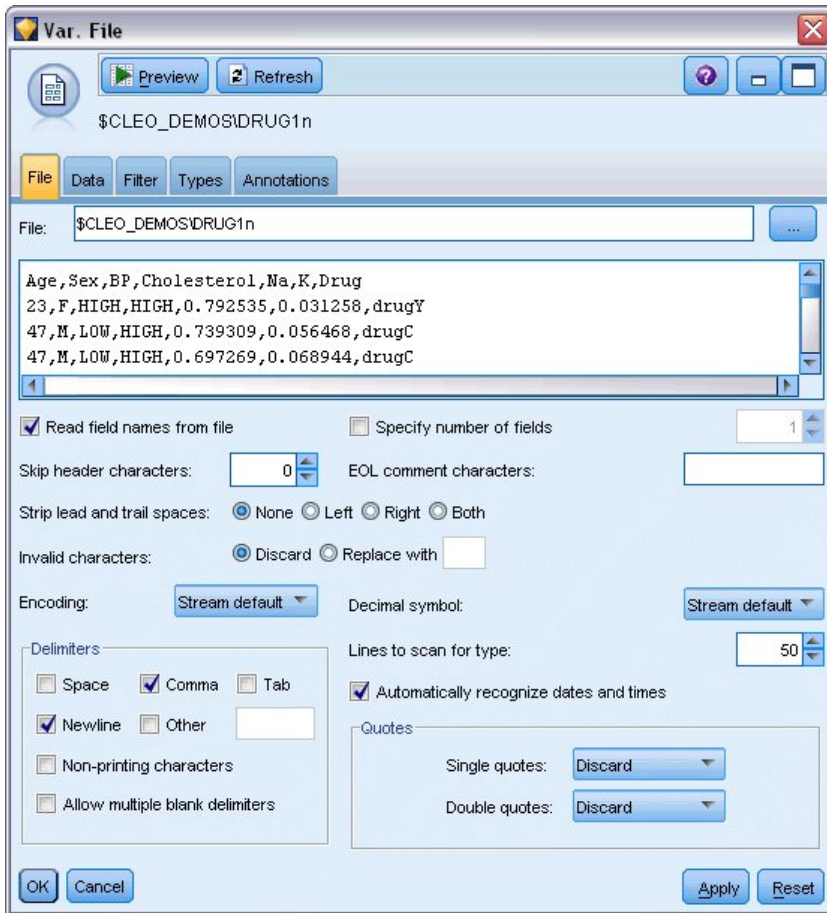 Var. File
Preview Refresh
$CLEO_DEMOS\DRUG1n
File Data Filter Types Annotations
File: $CLEO_DEMOS\DRUG1n ...
Age,Sex,BP,Cholesterol,Na,K,Drug
23,F,HIGH,HIGH,0.792535,0.031258,drugY
47,M,LOW,HIGH,0.739309,0.056468,drugC
47,M,LOW,HIGH,0.697269,0.068944,drugC
Read field names from file Specify number of fields 1
Skip header characters: 0 EOL comment characters:
Strip lead and trail spaces: None Left Right Both
Invalid characters: Discard Replace with
Encoding: Stream default Decimal symbol: Stream default
Delimiters
Lines to scan for type: 50
Space Comma Tab
Automatically recognize dates and times
Newline Other
Quotes
Non-printing characters
Single quotes: Discard
Allow multiple blank delimiters
Double quotes: Discard
OK Cancel Apply Reset